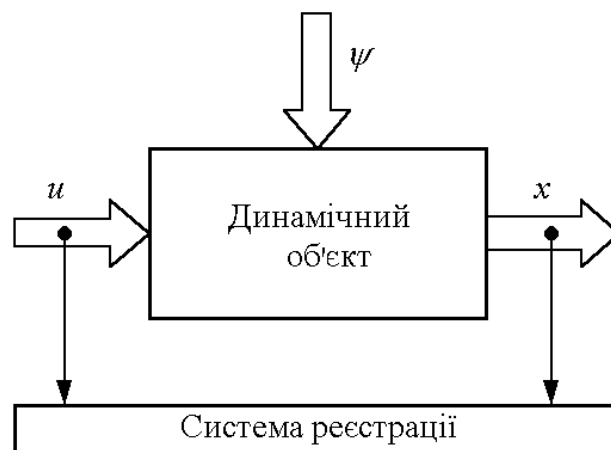 ψ
u
x
Динамічний
об'єкт
Система реєстрації